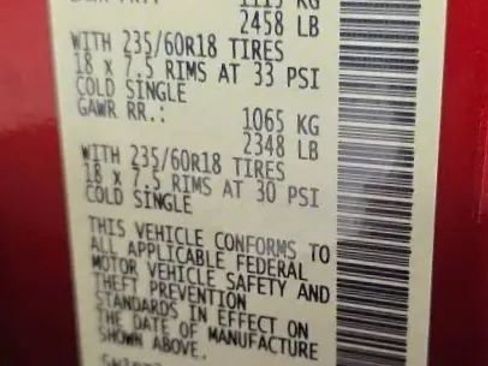 1115 KG
2458 LB
WITH 235/60R18 TIRES
18 x 7.5 RIMS AT 33 PSI
COLD SINGLE
GAWR RR.: 1065 KG
2348 LB
WITH 235/60R18 TIRES
18 x 7.5 RIMS AT 30 PSI
COLD SINGLE
THIS VEHICLE CONFORMS TO
ALL APPLICABLE FEDERAL
MOTOR VEHICLE SAFETY AND
THEFT PREVENTION
STANDARDS IN EFFECT ON
THE DATE OF MANUFACTURE
SHOWN ABOVE.